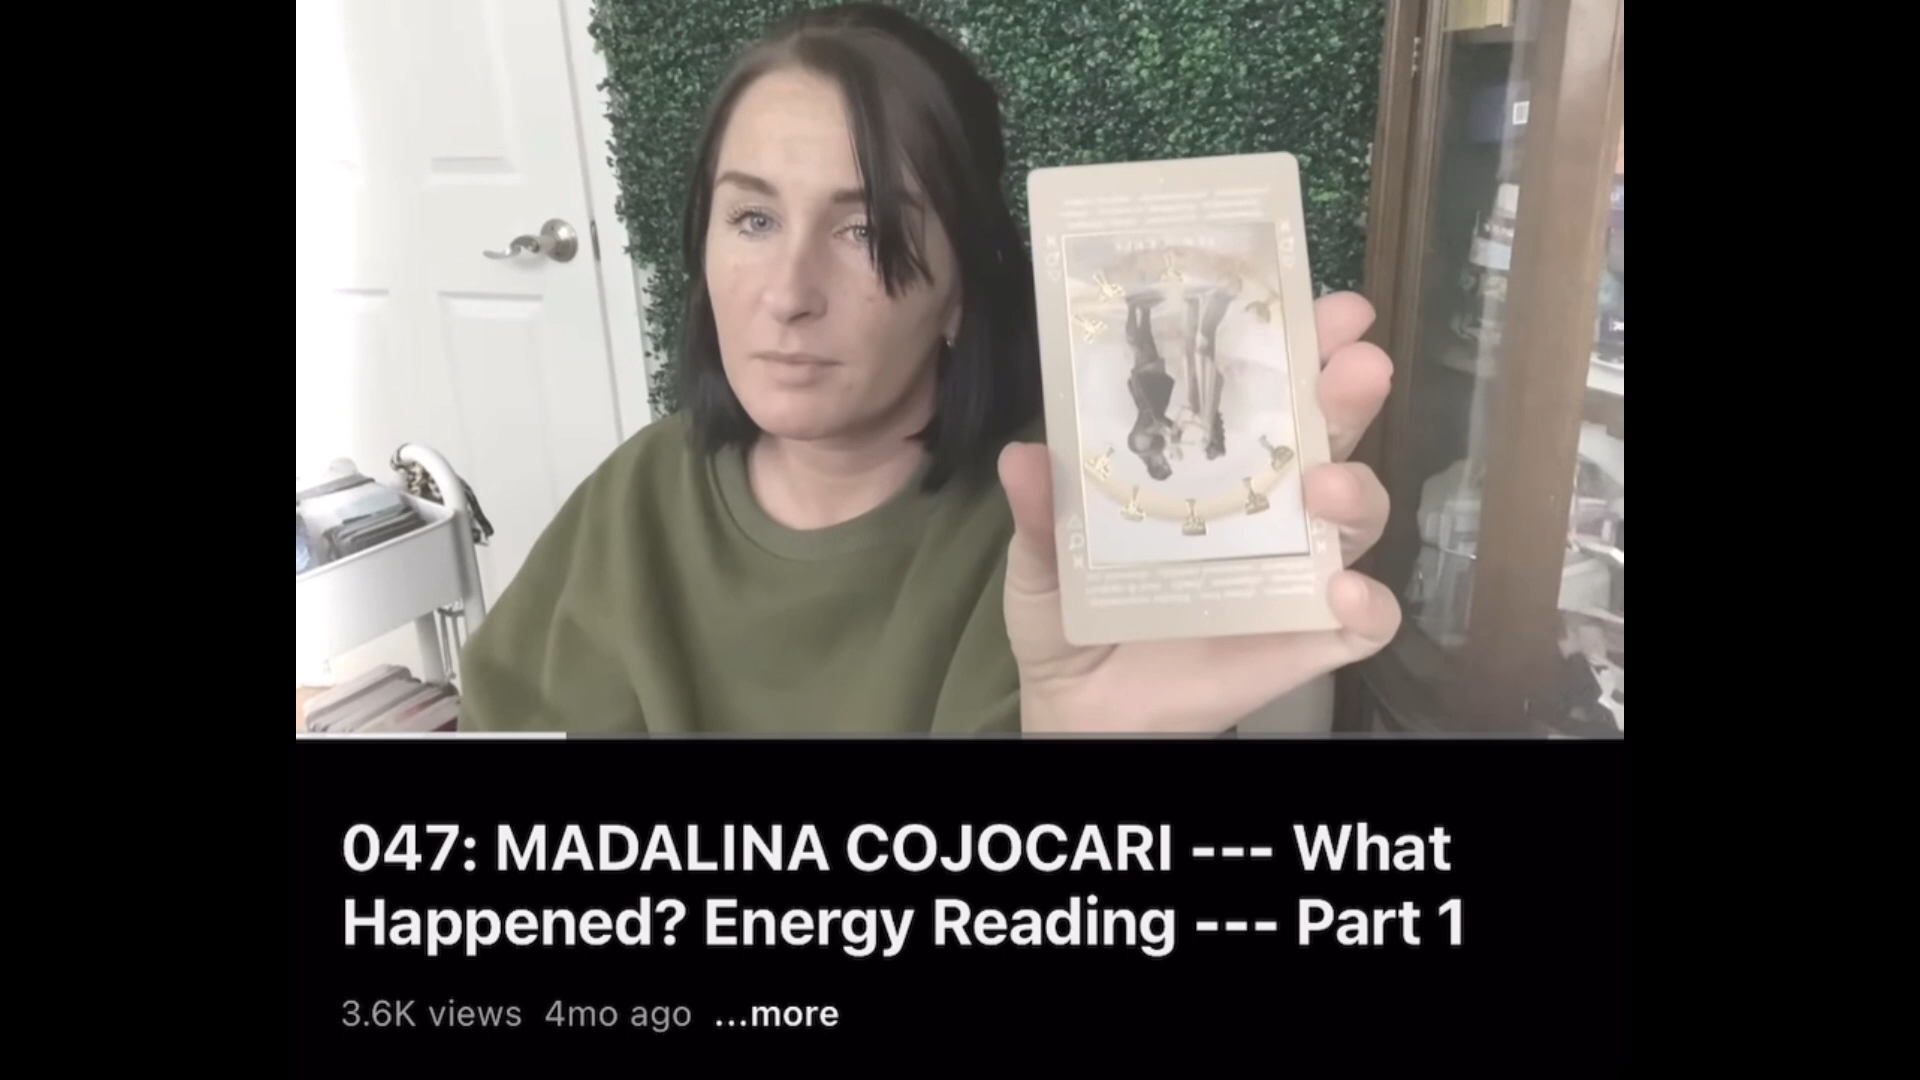 047: MADALINA COJOCARI --- What
Happened? Energy Reading --- Part 1
3.6K views 4mo ago ...more